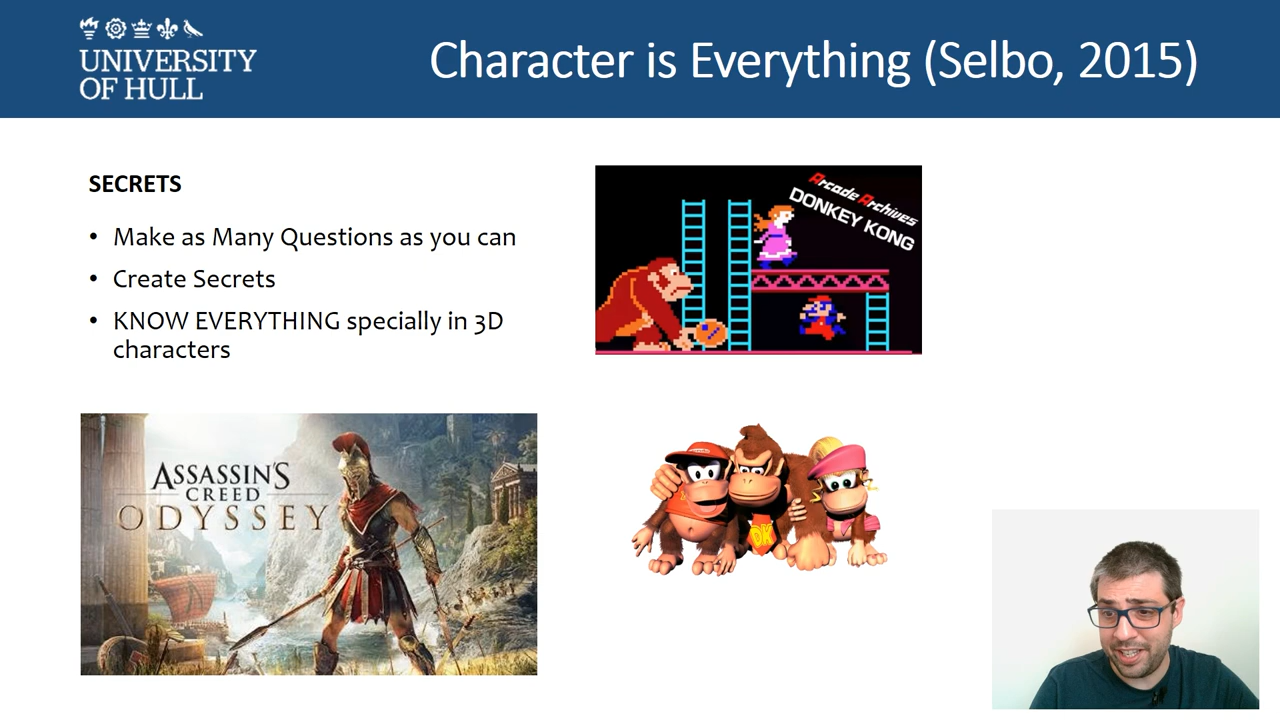 UNIVERSITY
OF HULL
Character is Everything (Selbo, 2015)
SECRETS
• Make as Many Questions as you can
• Create Secrets
• KNOW EVERYTHING specially in 3D
characters
Arcade Archives
DONKEY KONG
ASSASSIN'S
CREED
ODYSSEY
DK